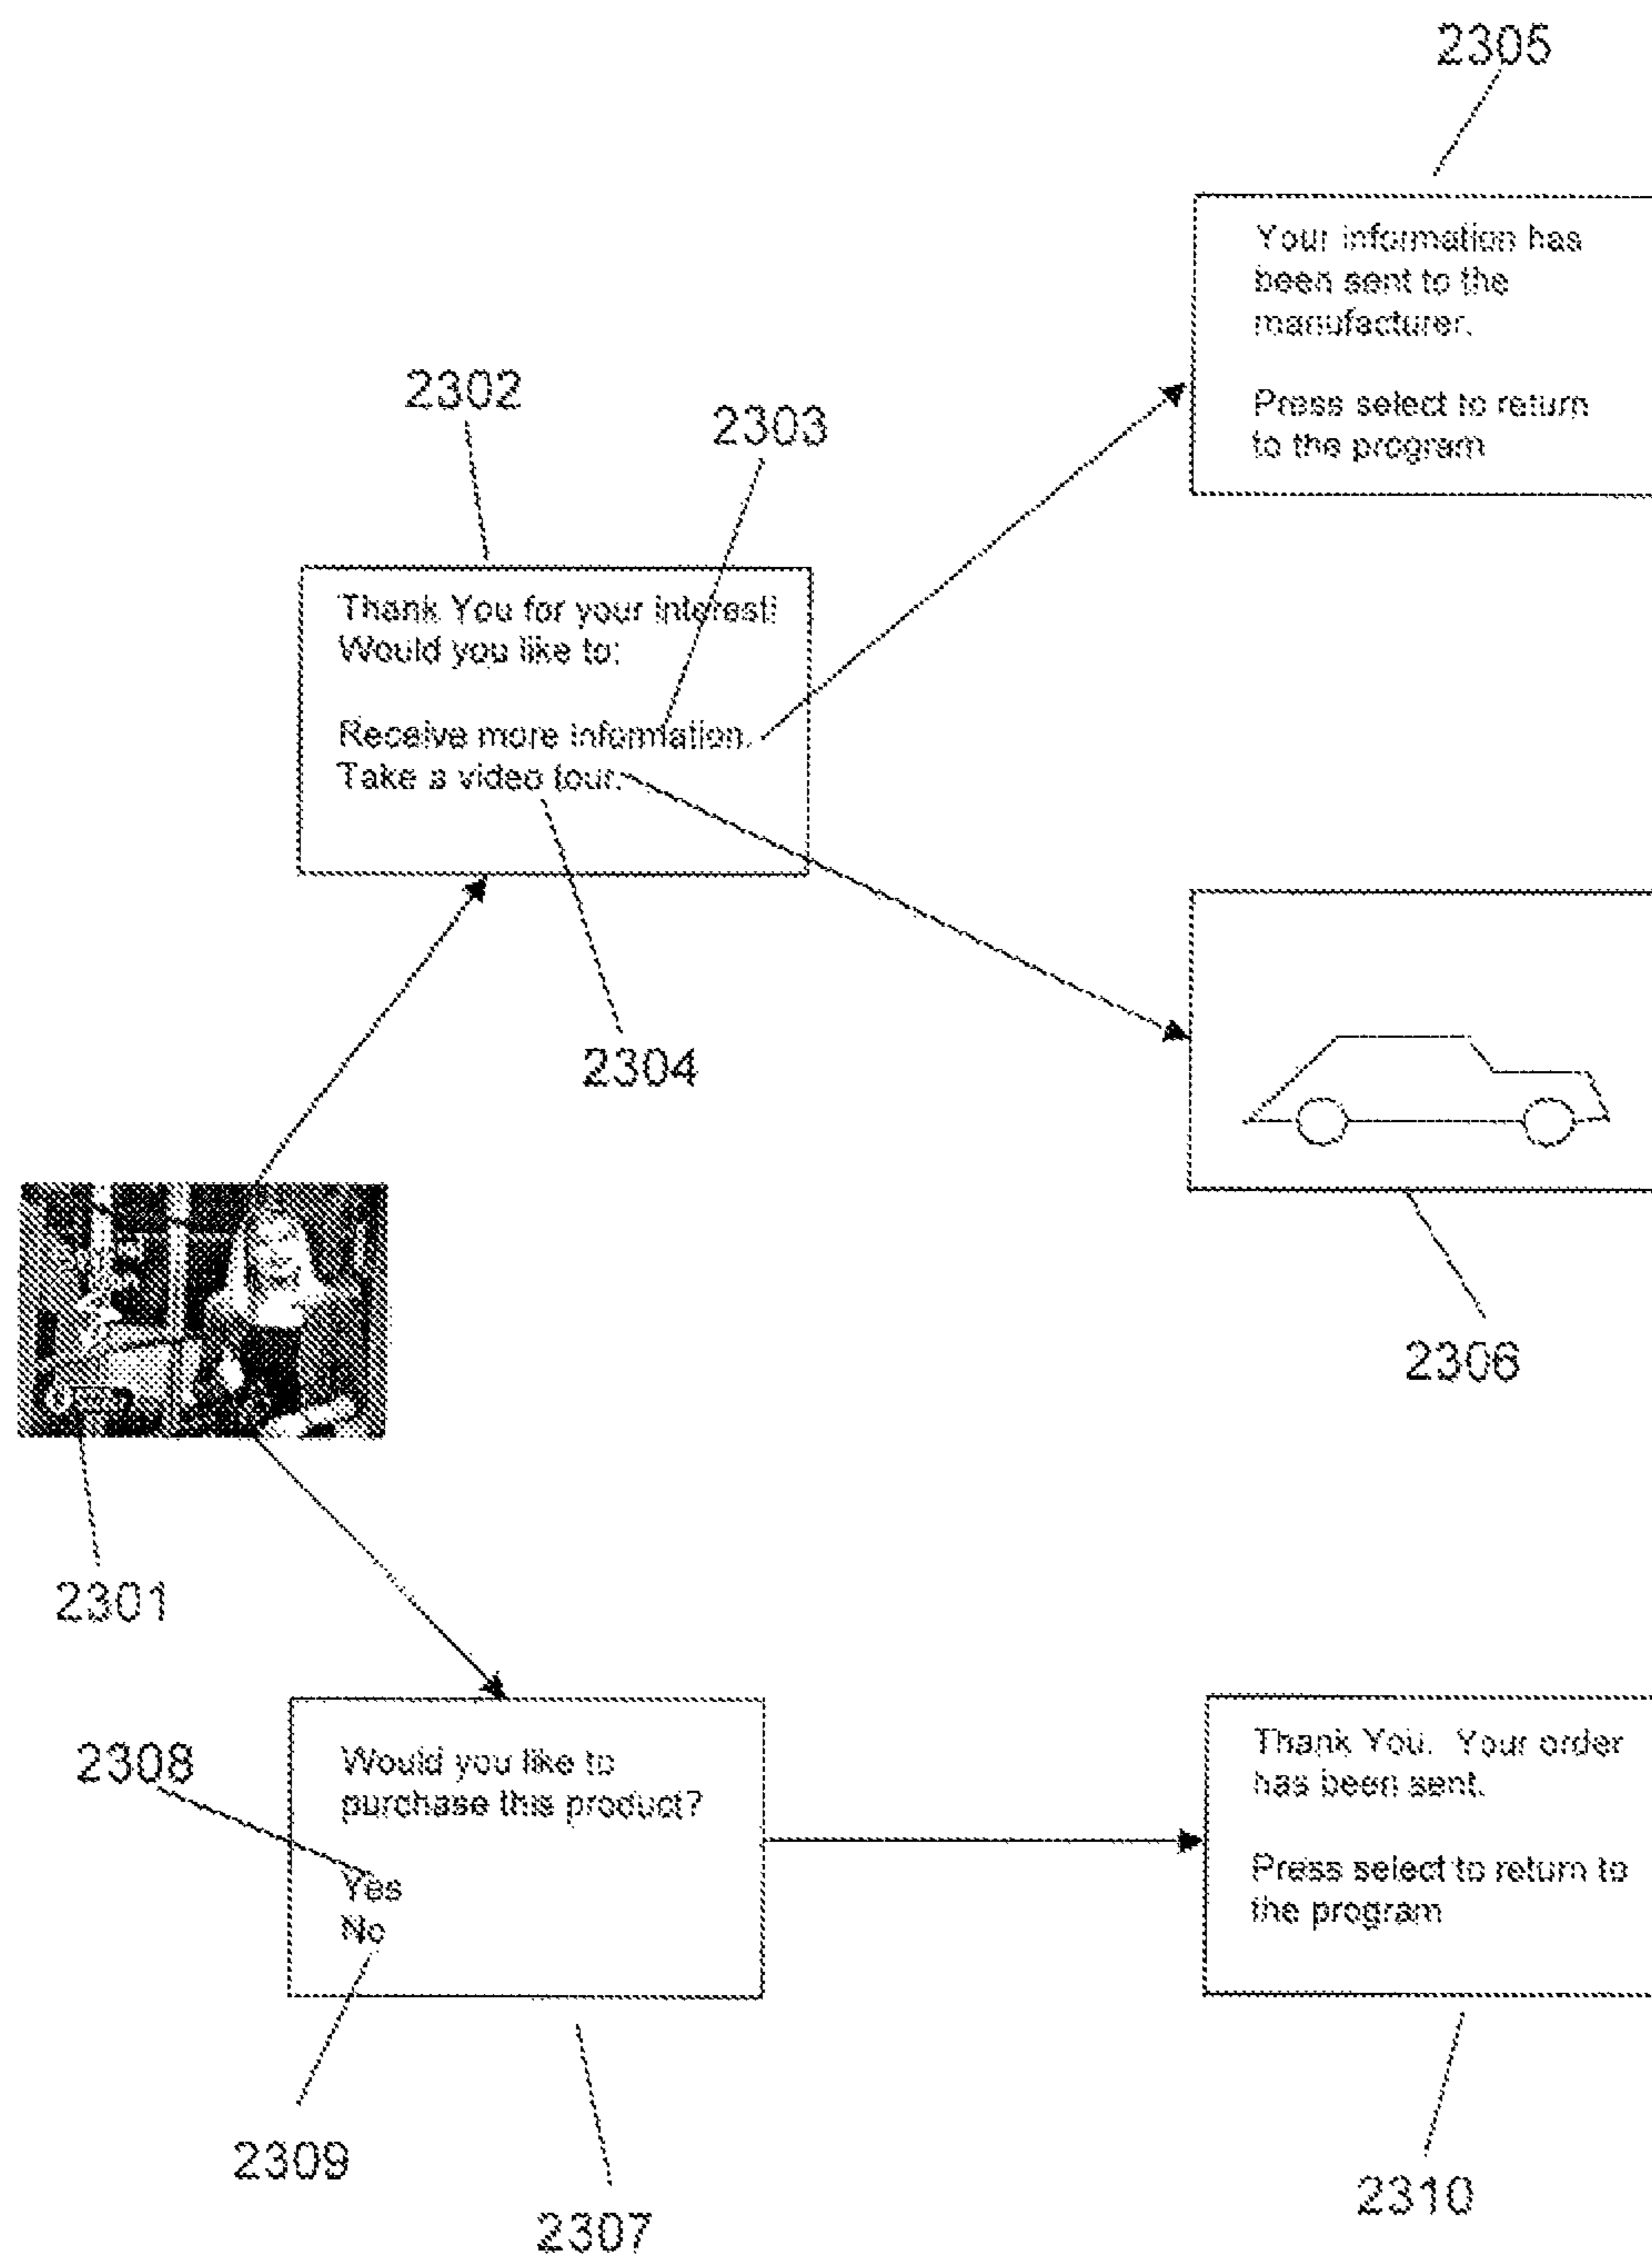 2305
Your information has
been sent to the
manufacturer.
Press select to return
to the program
2302
2303
Thank You for your interest!
Would you like to:
Receive more information.
Take a video tour.
2304
2306
2301
2308
Would you like to
purchase this product?
Yes
No
2309
2307
Thank You. Your order
has been sent.
Press select to return to
the program
2310